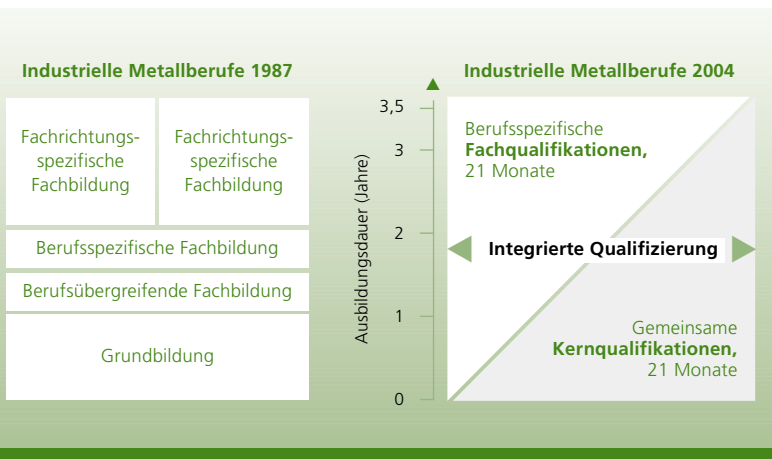 Industrielle Metallberufe 1987
Fachrichtungs-
spezifische
Fachbildung
Fachrichtungs-
spezifische
Fachbildung
Berufsspezifische Fachbildung
Berufsübergreifende Fachbildung
Grundbildung
Ausbildungsdauer (Jahre)
3,5
3
2
1
0
Industrielle Metallberufe 2004
Berufsspezifische
Fachqualifikationen,
21 Monate
Integrierte Qualifizierung
Gemeinsame
Kernqualifikationen,
21 Monate